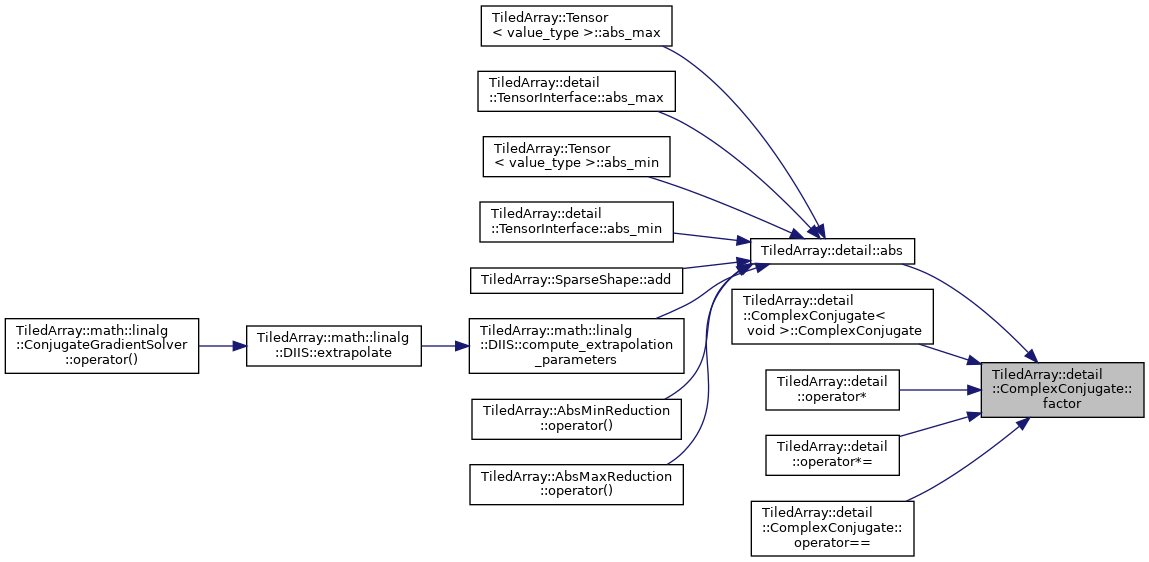 TiledArray::Tensor
< value_type >::abs_max
TiledArray::detail
::TensorInterface::abs_max
TiledArray::Tensor
< value_type >::abs_min
TiledArray::detail
::TensorInterface::abs_min
TiledArray::detail::abs
TiledArray::SparseShape::add
TiledArray::detail
::ComplexConjugate<
void >::ComplexConjugate
TiledArray::math::linalg
::ConjugateGradientSolver
::operator()
TiledArray::math::linalg
::DIIS::extrapolate
TiledArray::math::linalg
::DIIS::compute_extrapolation
_parameters
TiledArray::detail
::ComplexConjugate::
factor
TiledArray::detail
::operator*
TiledArray::AbsMinReduction
::operator()
TiledArray::detail
::operator*=
TiledArray::AbsMaxReduction
::operator()
TiledArray::detail
::ComplexConjugate::
operator==